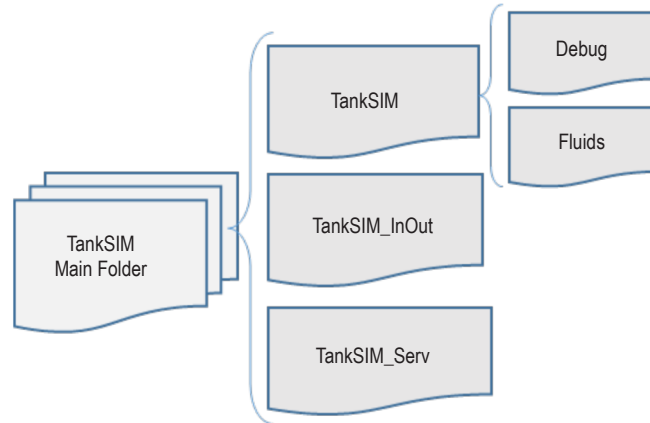 TankSIM
Main Folder
TankSIM
TankSIM_InOut
TankSIM_Serv
Debug
Fluids